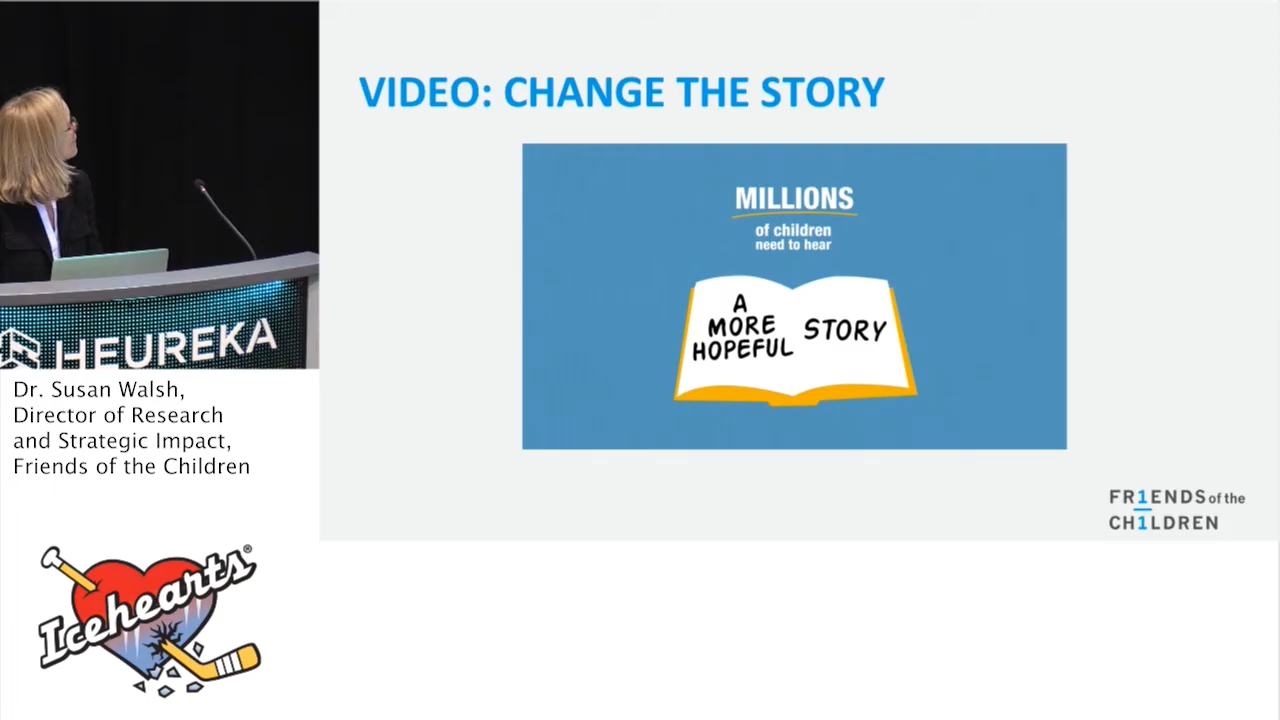 VIDEO: CHANGE THE STORY
MILLIONS
of children
need to hear
A
MORE
HOPEFUL
STORY
HEUREKA
Dr. Susan Walsh,
Director of Research
and Strategic Impact,
Friends of the Children
FR1ENDS of the
CH1LDREN
Icehearts®